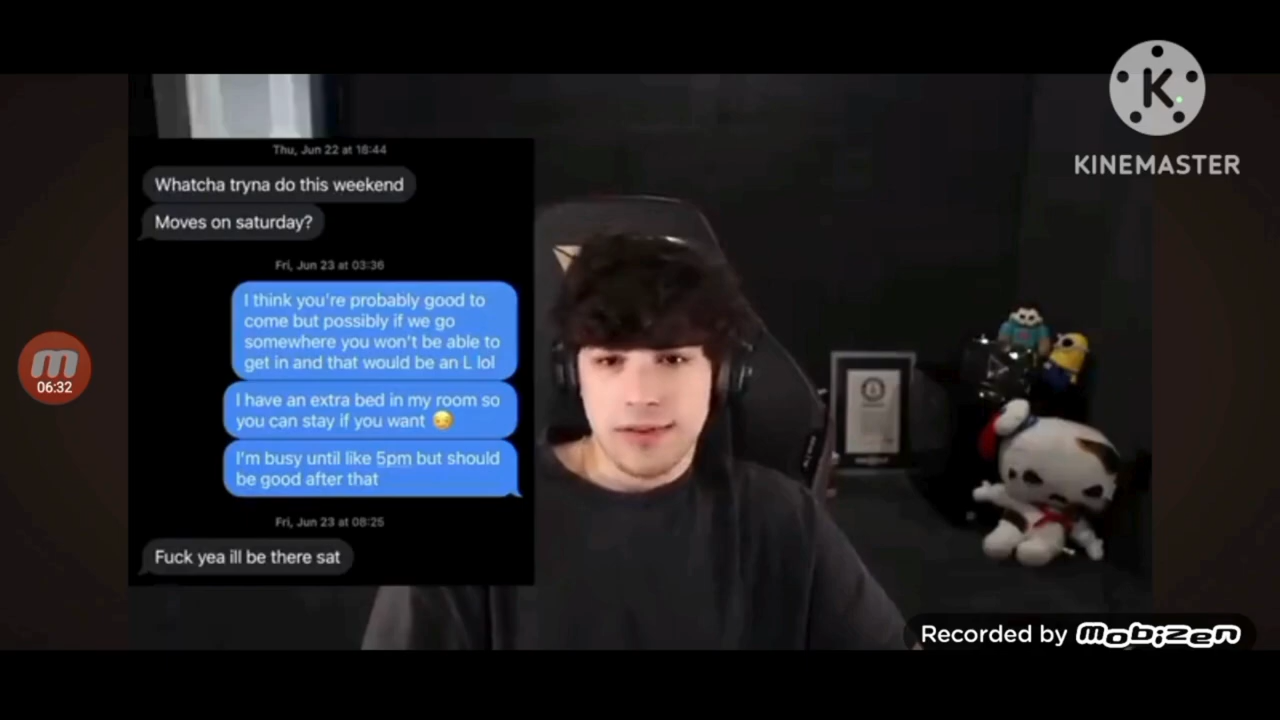 Thu, Jun 22 at 16:44
Whatcha tryna do this weekend
Moves on saturday?
Fri, Jun 23 at 03:36
I think you're probably good to
come but possibly if we go
somewhere you won't be able to
get in and that would be an L lol
I have an extra bed in my room so
you can stay if you want 😏
I'm busy until like 5pm but should
be good after that
Fri, Jun 23 at 08:25
Fuck yea ill be there sat
K
KINEMASTER
m
06:32
Recorded by mobizen